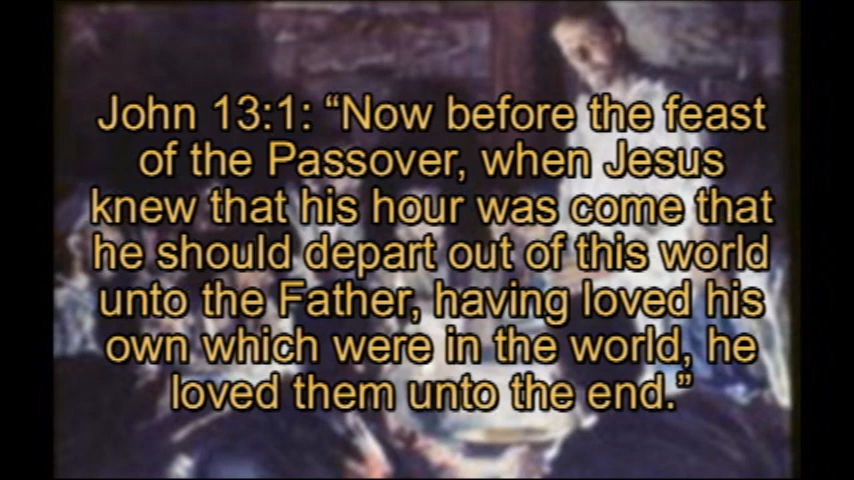 John 13:1: “Now before the feast
of the Passover, when Jesus
knew that his hour was come that
he should depart out of this world
unto the Father, having loved his
own which were in the world, he
loved them unto the end.”